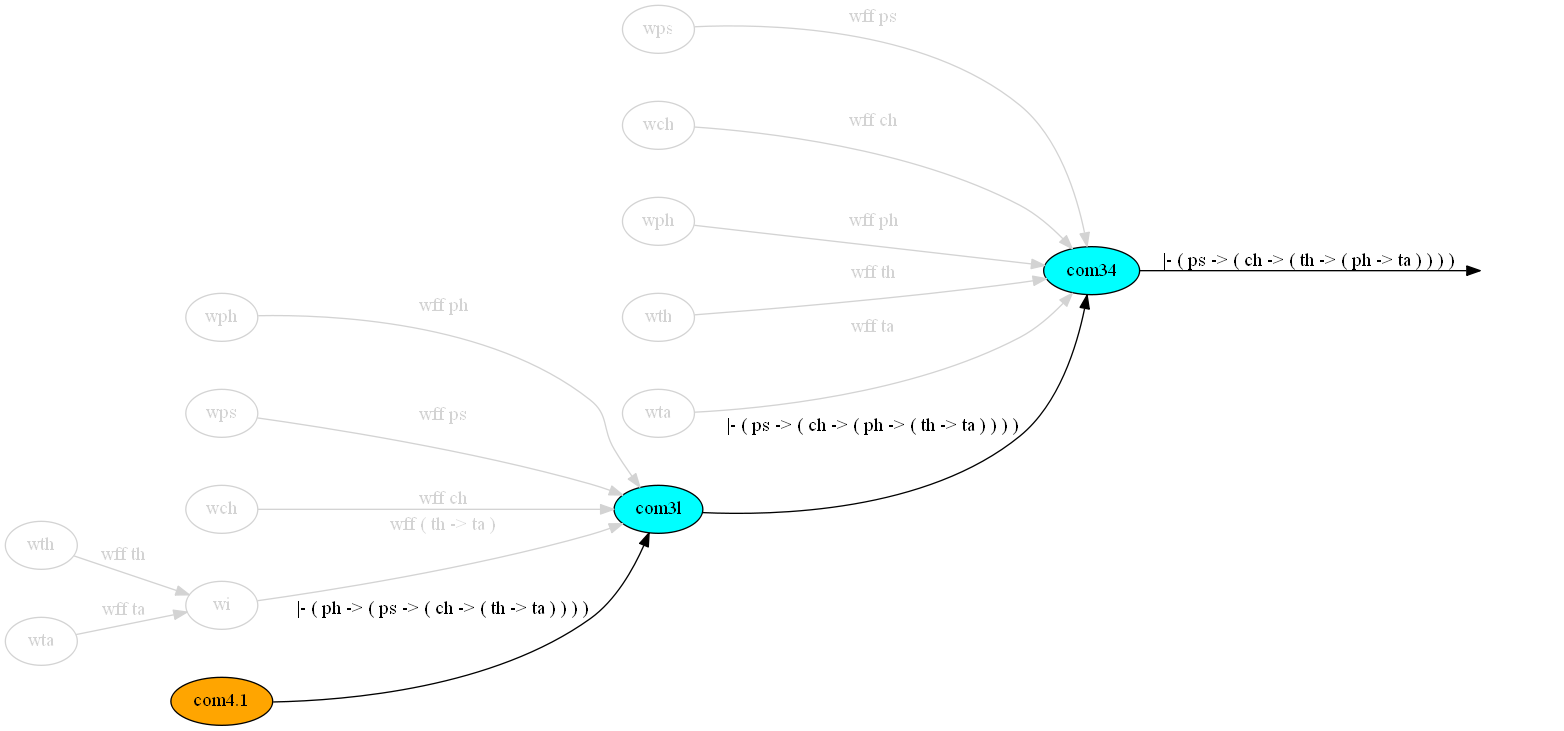 wps
wff ps
wch
wff ch
wph
wff ph
wth
wff th
wta
wff ta
com34
|- ( ps -> ( ch -> ( th -> ( ph -> ta ) ) ) )
wph
wff ph
wps
wff ps
wch
wff ch
wff ( th -> ta )
com3l
|- ( ps -> ( ch -> ( ph -> ( th -> ta ) ) ) )
wth
wff th
wta
wff ta
wi
|- ( ph -> ( ps -> ( ch -> ( th -> ta ) ) ) )
com4.1